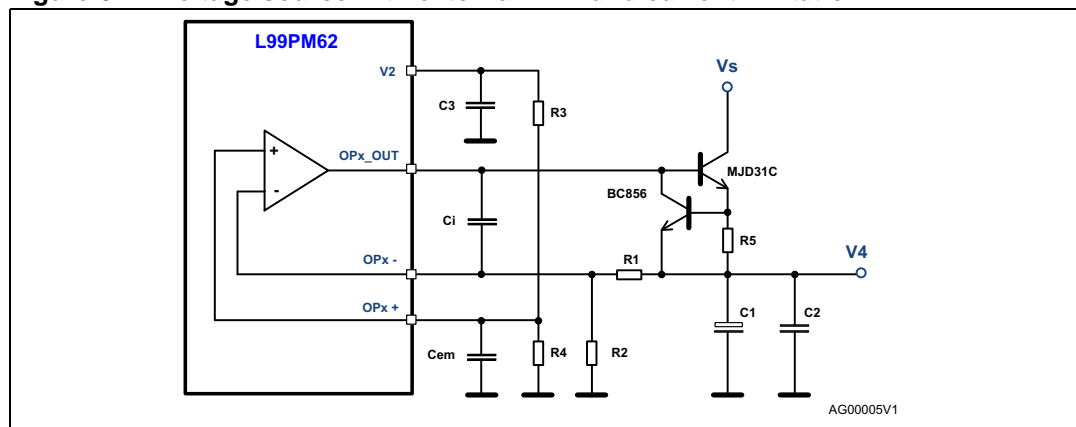 L99PM62
V2
Vs
C3
R3
OPx_OUT
MJD31C
BC856
Ci
R5
V4
OPx -
R1
OPx +
C1
C2
Cem
R4
R2
AG00005V1
+
-